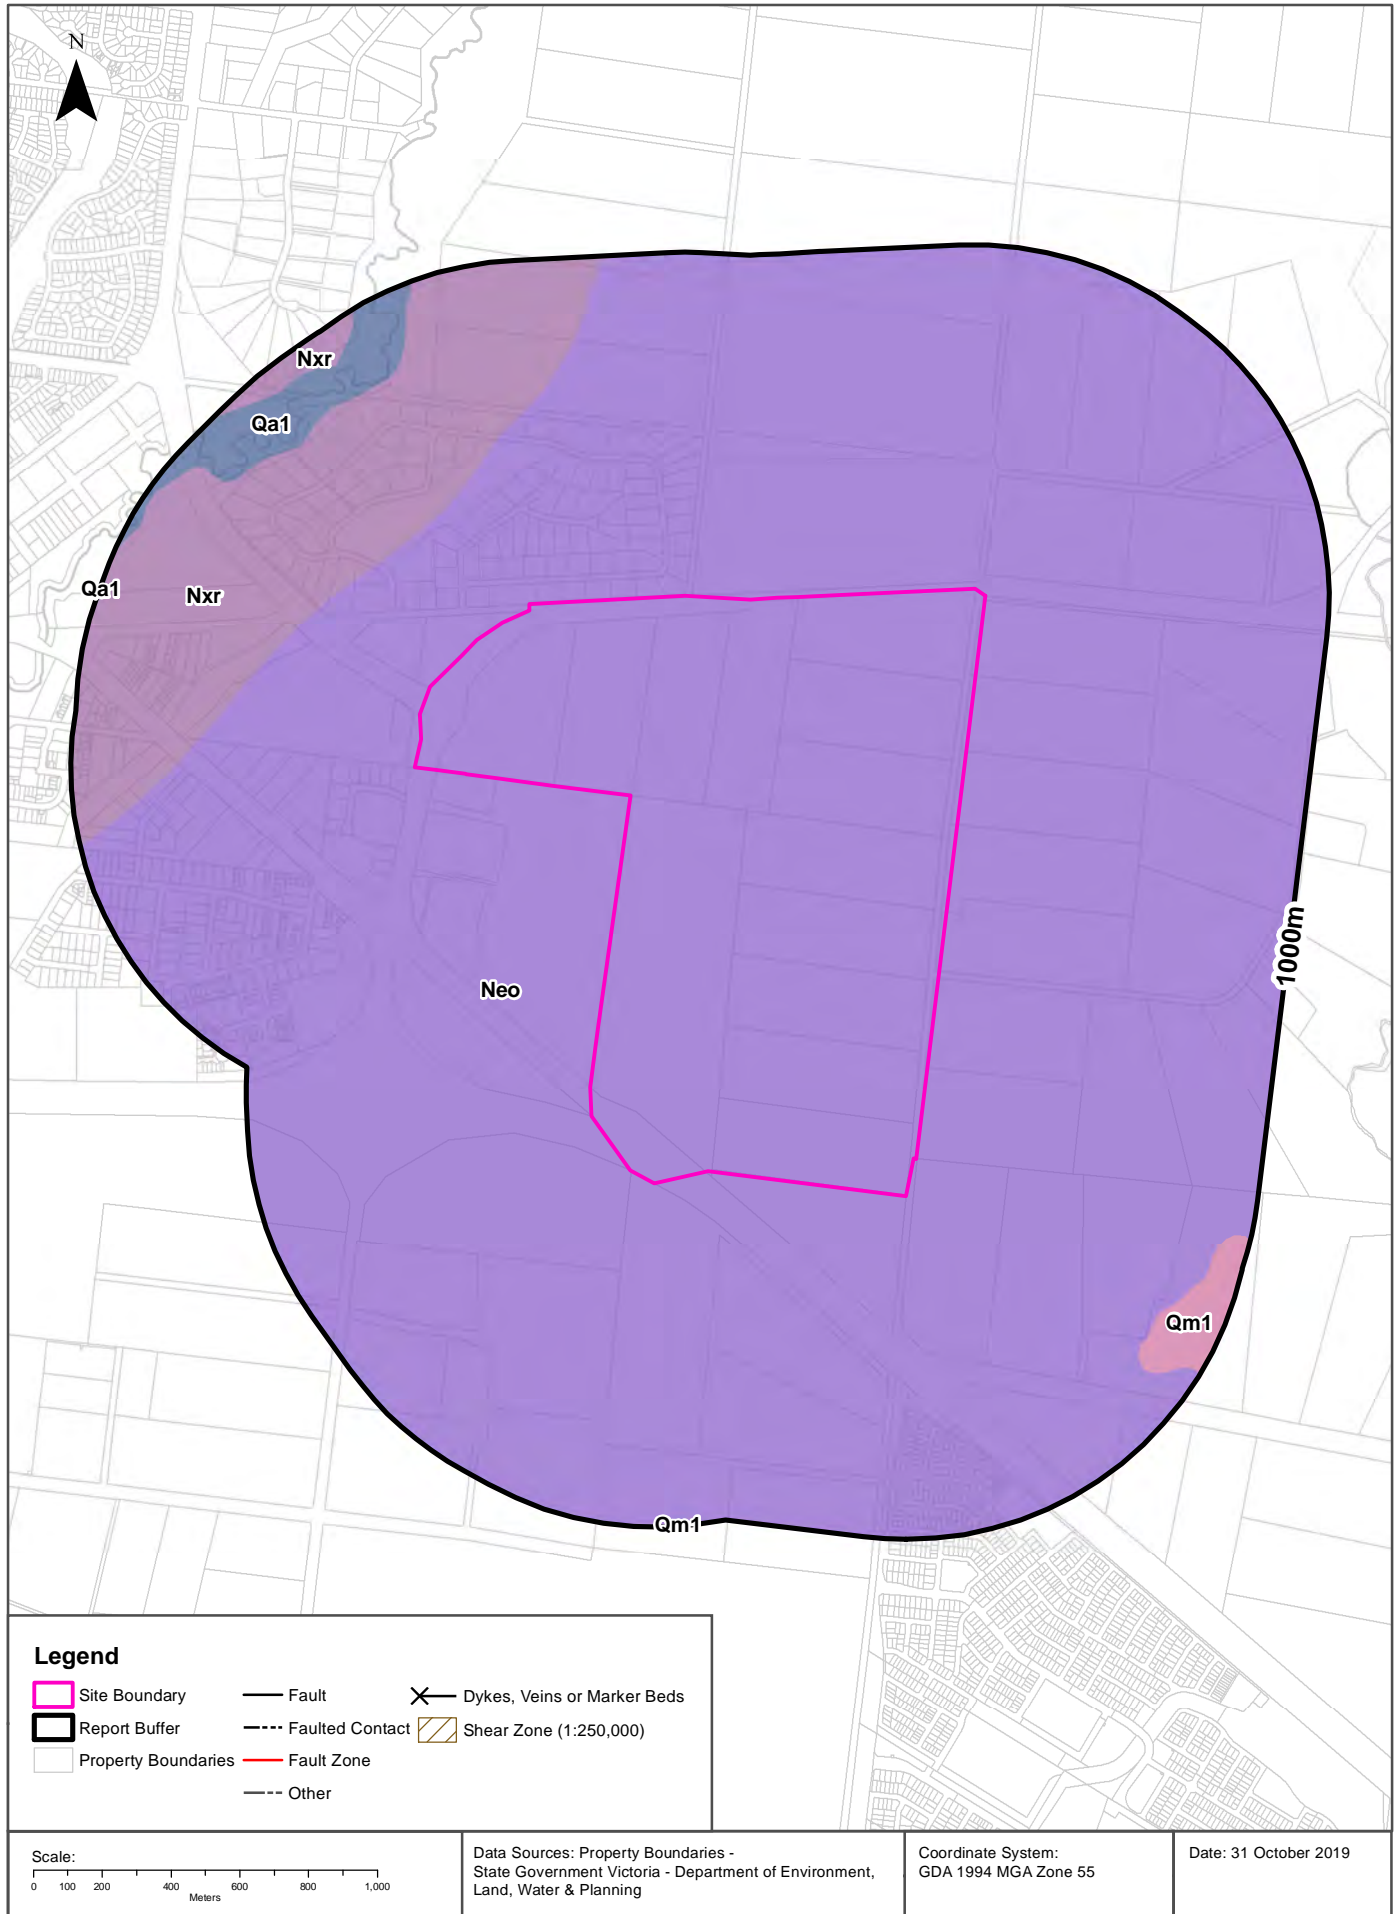 N
Nxr
Qa1
Qa1
Nxr
1000m
Neo
Qm1
Qm1
Legend
Site Boundary
Report Buffer
Property Boundaries
Fault
Faulted Contact
Fault Zone
Other
Dykes, Veins or Marker Beds
Shear Zone (1:250,000)
Scale:
0 100 200 400 600 800 1,000
Meters
Data Sources: Property Boundaries -
State Government Victoria - Department of Environment,
Land, Water & Planning
Coordinate System:
GDA 1994 MGA Zone 55
Date: 31 October 2019